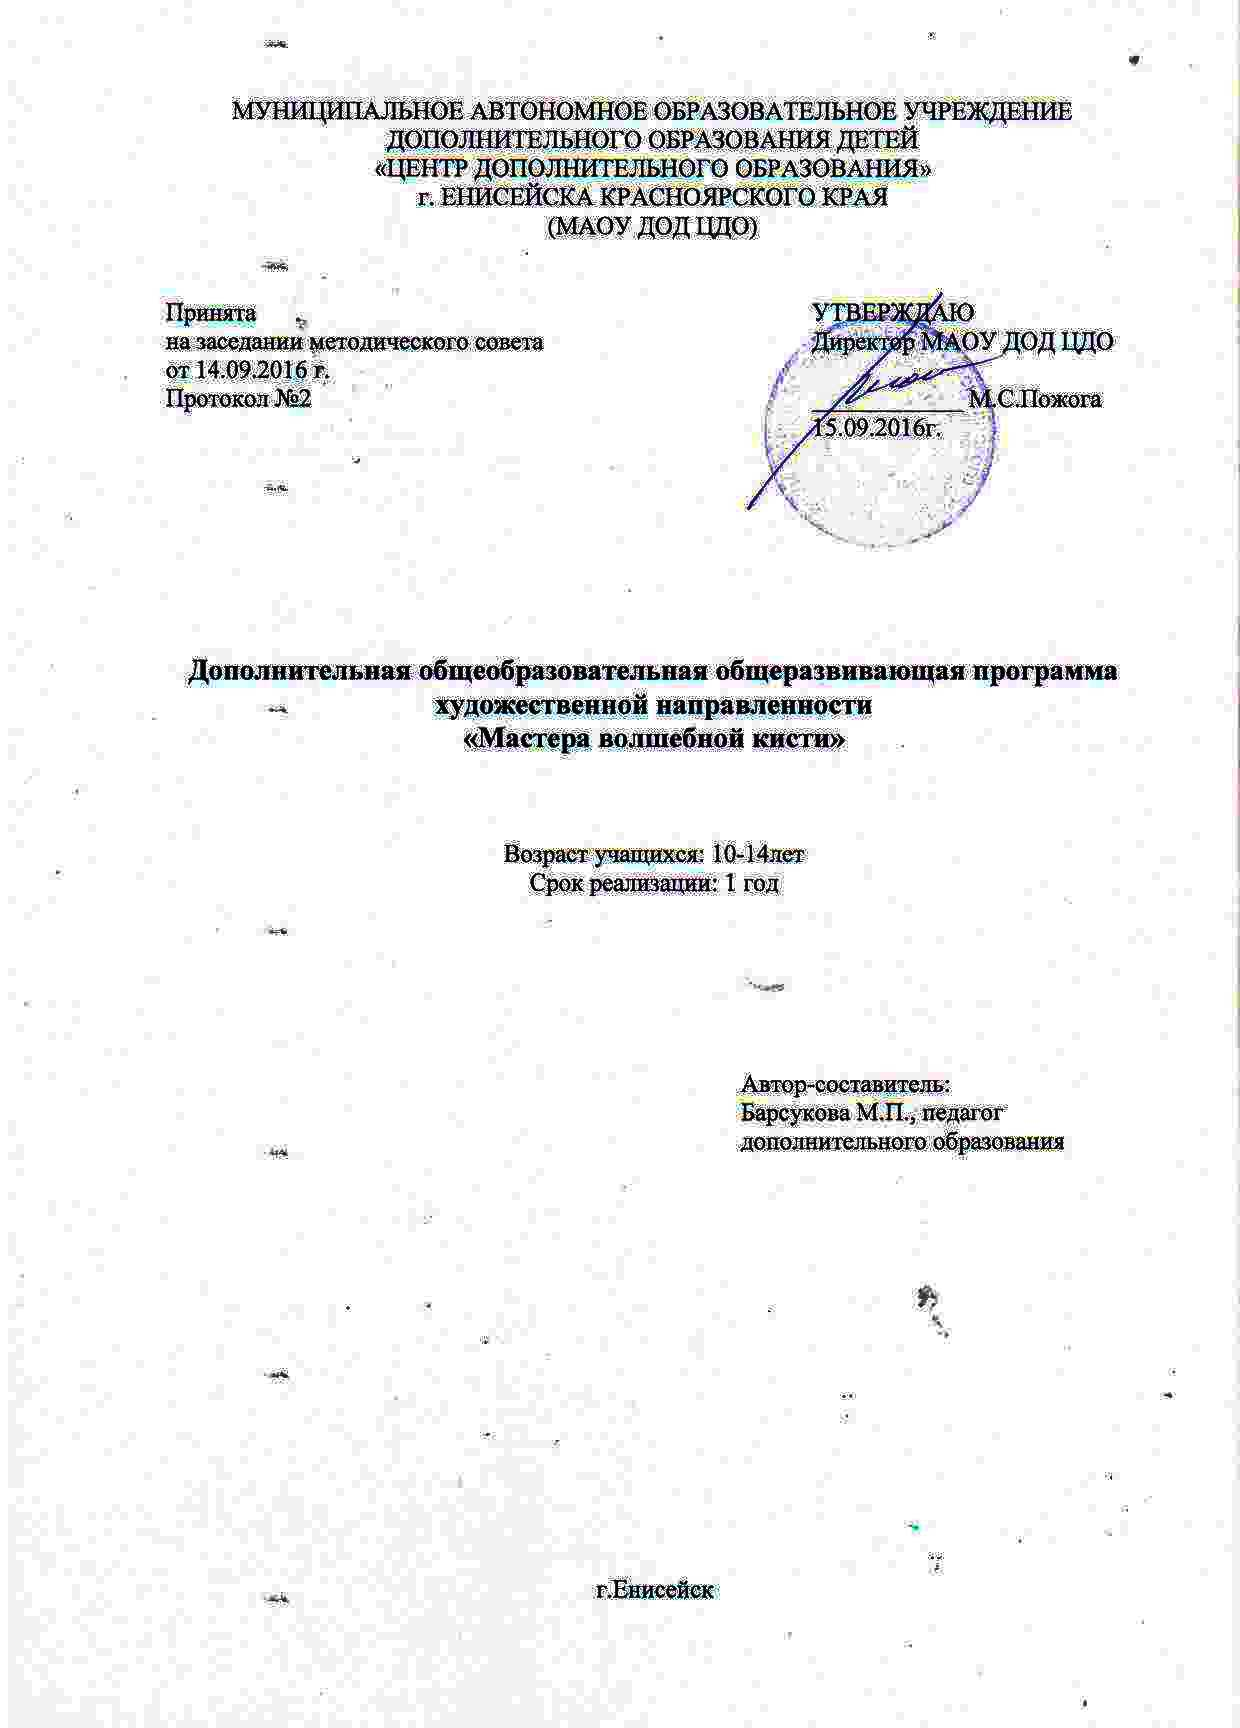 МУНИЦИПАЛЬНОЕ АВТОНОМНОЕ ОБРАЗОВАТЕЛЬНОЕ УЧРЕЖДЕНИЕ
ДОПОЛНИТЕЛЬНОГО ОБРАЗОВАНИЯ ДЕТЕЙ
«ЦЕНТР ДОПОЛНИТЕЛЬНОГО ОБРАЗОВАНИЯ»
г. ЕНИСЕЙСКА КРАСНОЯРСКОГО КРАЯ
(МАОУ ДОД ЦДО)
Принята
на заседании методического совета
от 14.09.2016 г.
Протокол №2
УТВЕРЖДАЮ
Директор МАОУ ДОД ЦДО
____________ М.С.Пожога
15.09.2016г.
Дополнительная общеобразовательная общеразвивающая программа
художественной направленности
«Мастера волшебной кисти»
Возраст учащихся: 10-14лет
Срок реализации: 1 год
Автор-составитель:
Барсукова М.П., педагог
дополнительного образования
г.Енисейск